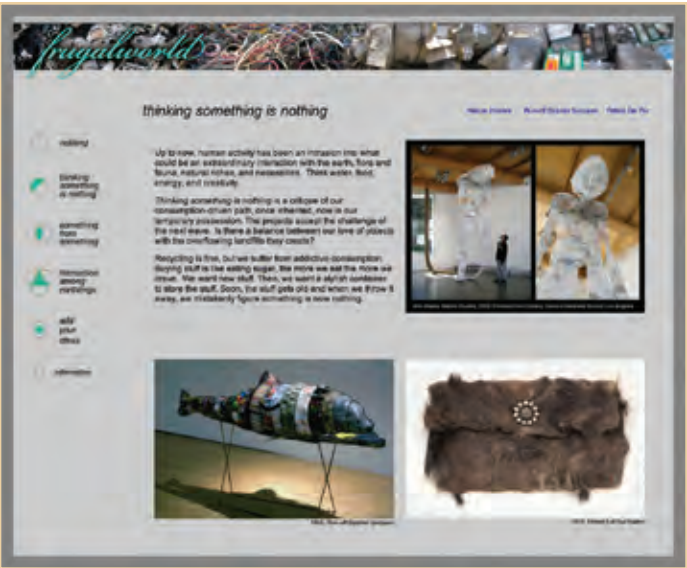 frugalworld
thinking something is nothing
nothing
thinking
something
is nothing
something
from
something
interaction
among
add
your
ideas
information
Up to now, human activity has been an intrusion into what
could be an extraordinary interaction with the earth, flora and
fauna, natural riches, and necessities. Think water, food,
energy, and creativity.
Thinking something is nothing is a critique of our
consumption-driven path, once inherited, now in our
temporary possession. The projects accept the challenge of
the next wave. Is there a balance between our love of objects
with the overflowing landfills they create?
Recycling is fine, but we suffer from addictive consumption.
Buying stuff is like eating sugar, the more we eat the more we
crave. We want new stuff. Then, we want a stylish container
to store the stuff. Soon, the stuff gets old and when we throw it
away, we mistakenly figure something is now nothing.